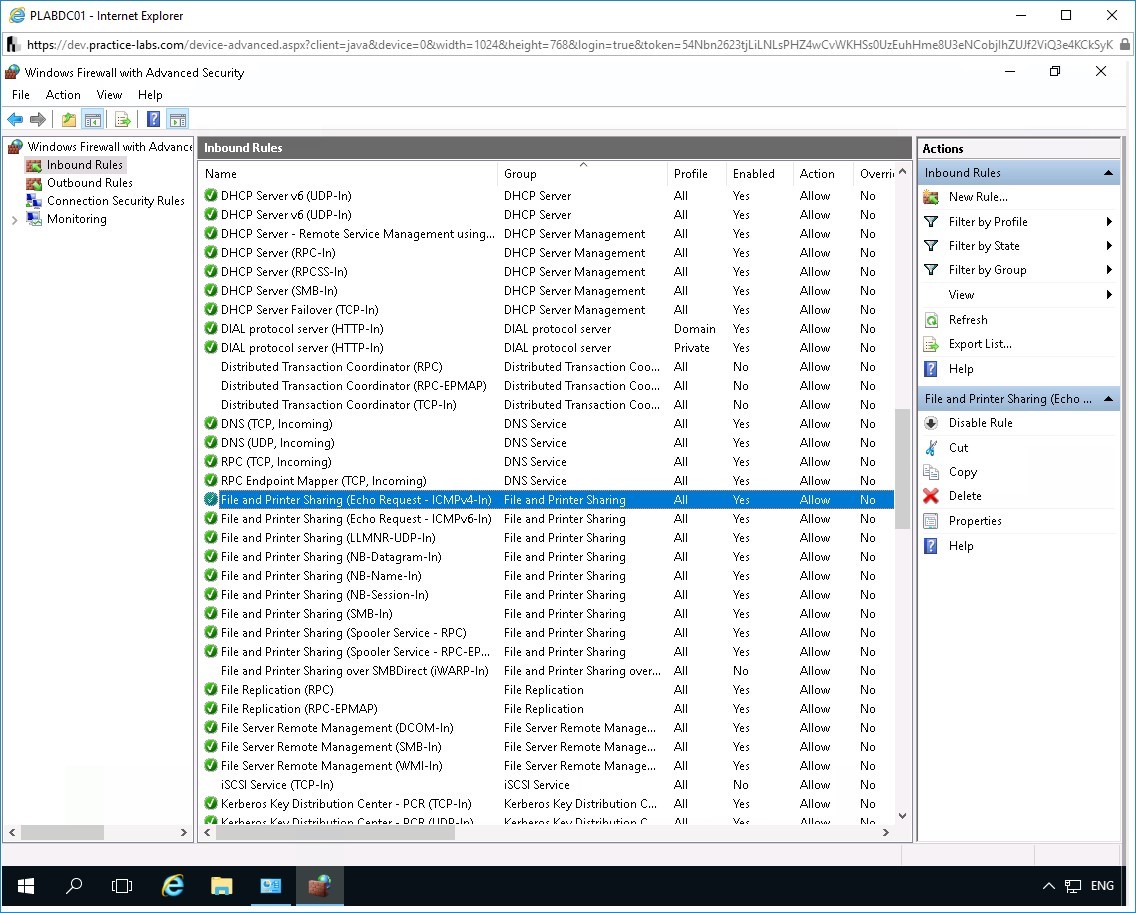 PLABDC01 - Internet Explorer
https://dev.practice-labs.com/device-advanced.aspx?client=java&device=0&width=1024&height=768&login=true&token=54Nbn2623tjLiLNLsPHZ4wCvWKHSs0UzEuhHme8U3eNCobjIhZUJf2ViQ3e4KCkSyK
Windows Firewall with Advanced Security
File Action View Help
Windows Firewall with Advance
Inbound Rules
Outbound Rules
Connection Security Rules
Monitoring
Inbound Rules
Name Group Profile Enabled Action Overri
DHCP Server v6 (UDP-In) DHCP Server All Yes Allow No
DHCP Server v6 (UDP-In) DHCP Server All Yes Allow No
DHCP Server - Remote Service Management using... DHCP Server Management All Yes Allow No
DHCP Server (RPC-In) DHCP Server Management All Yes Allow No
DHCP Server (RPCSS-In) DHCP Server Management All Yes Allow No
DHCP Server (SMB-In) DHCP Server Management All Yes Allow No
DHCP Server Failover (TCP-In) DHCP Server Management All Yes Allow No
DIAL protocol server (HTTP-In) DIAL protocol server Domain Yes Allow No
DIAL protocol server (HTTP-In) DIAL protocol server Private Yes Allow No
Distributed Transaction Coordinator (RPC) Distributed Transaction Coo... All No Allow No
Distributed Transaction Coordinator (RPC-EPMAP) Distributed Transaction Coo... All No Allow No
Distributed Transaction Coordinator (TCP-In) Distributed Transaction Coo... All No Allow No
DNS (TCP, Incoming) DNS Service All Yes Allow No
DNS (UDP, Incoming) DNS Service All Yes Allow No
RPC (TCP, Incoming) DNS Service All Yes Allow No
RPC Endpoint Mapper (TCP, Incoming) DNS Service All Yes Allow No
File and Printer Sharing (Echo Request - ICMPv4-In) File and Printer Sharing All Yes Allow No
File and Printer Sharing (Echo Request - ICMPv6-In) File and Printer Sharing All Yes Allow No
File and Printer Sharing (LLMNR-UDP-In) File and Printer Sharing All Yes Allow No
File and Printer Sharing (NB-Datagram-In) File and Printer Sharing All Yes Allow No
File and Printer Sharing (NB-Name-In) File and Printer Sharing All Yes Allow No
File and Printer Sharing (NB-Session-In) File and Printer Sharing All Yes Allow No
File and Printer Sharing (SMB-In) File and Printer Sharing All Yes Allow No
File and Printer Sharing (Spooler Service - RPC) File and Printer Sharing All Yes Allow No
File and Printer Sharing (Spooler Service - RPC-EP... File and Printer Sharing All Yes Allow No
File and Printer Sharing over SMBDirect (iWARP-In) File and Printer Sharing over... All No Allow No
File Replication (RPC) File Replication All Yes Allow No
File Replication (RPC-EPMAP) File Replication All Yes Allow No
File Server Remote Management (DCOM-In) File Server Remote Manage... All Yes Allow No
File Server Remote Management (SMB-In) File Server Remote Manage... All Yes Allow No
File Server Remote Management (WMI-In) File Server Remote Manage... All Yes Allow No
iSCSI Service (TCP-In) iSCSI Service All No Allow No
Kerberos Key Distribution Center - PCR (TCP-In) Kerberos Key Distribution C... All Yes Allow No
Kerberos Key Distribution Center - PCR (UDP-In) Kerberos Key Distribution C... All Yes Allow No
Actions
Inbound Rules
New Rule...
Filter by Profile
Filter by State
Filter by Group
View
Refresh
Export List...
Help
File and Printer Sharing (Echo ...
Disable Rule
Cut
Copy
Delete
Properties
Help
ENG